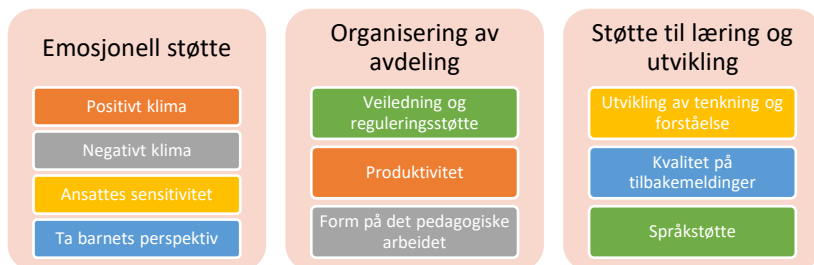 Emosjonell støtte
Positivt klima
Negativt klima
Ansattes sensitivitet
Ta barnets perspektiv
Organisering av
avdeling
Veiledning og
reguleringsstøtte
Produktivitet
Form på det pedagogiske
arbeidet
Støtte til læring og
utvikling
Utvikling av tenkning og
forståelse
Kvalitet på
tilbakemeldinger
Språkstøtte